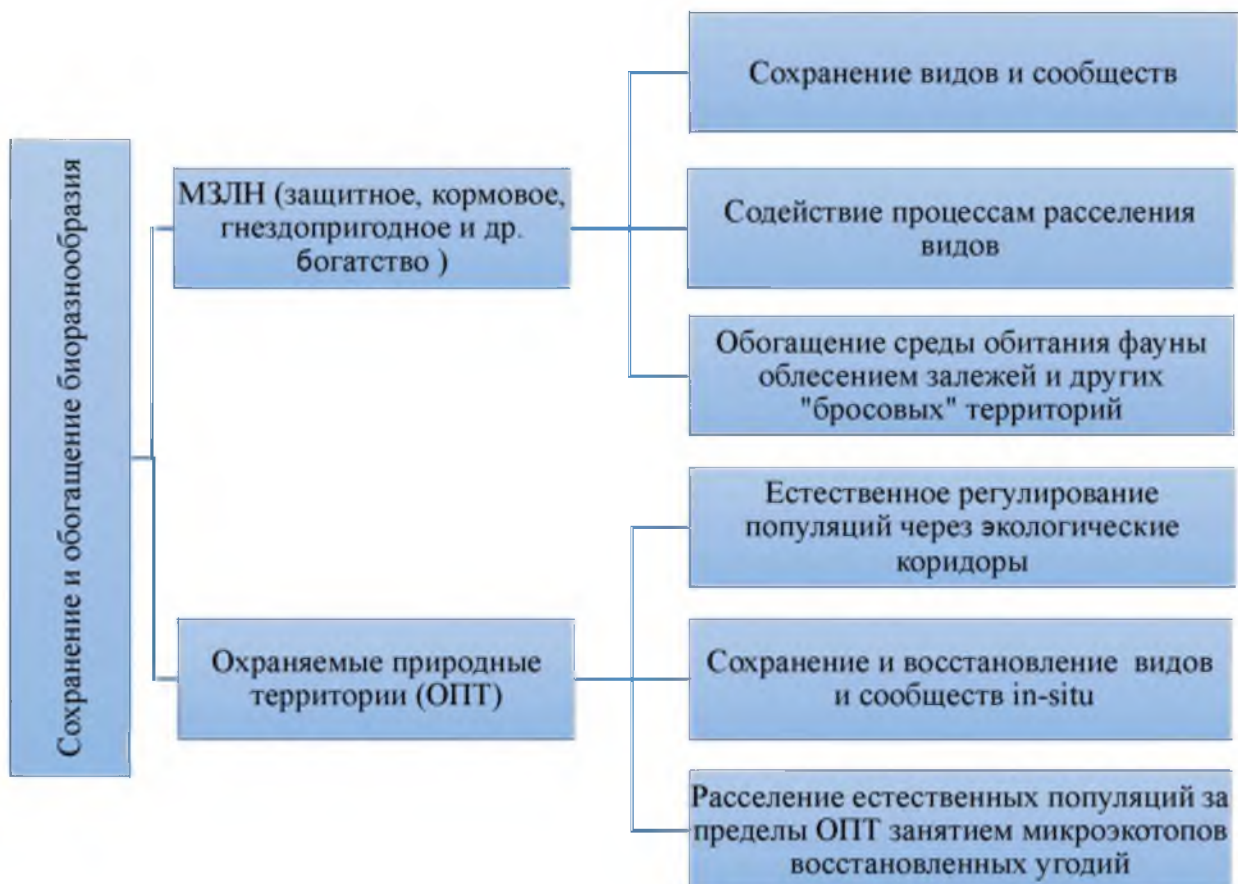 Сохранение и обогащение биоразнообразия
МЗЛН (защитное, кормовое,
гнездопригодное и др.
богатство )
Сохранение видов и сообществ
Содействие процессам расселения
видов
Обогащение среды обитания фауны
облесением залежей и других
"бросовых" территорий
Охраняемые природные
территории (ОПТ)
Естественное регулирование
популяций через экологические
коридоры
Сохранение и восстановление видов
и сообществ in-situ
Расселение естественных популяций за
пределы ОПТ занятием микроэкотопов
восстановленных угодий